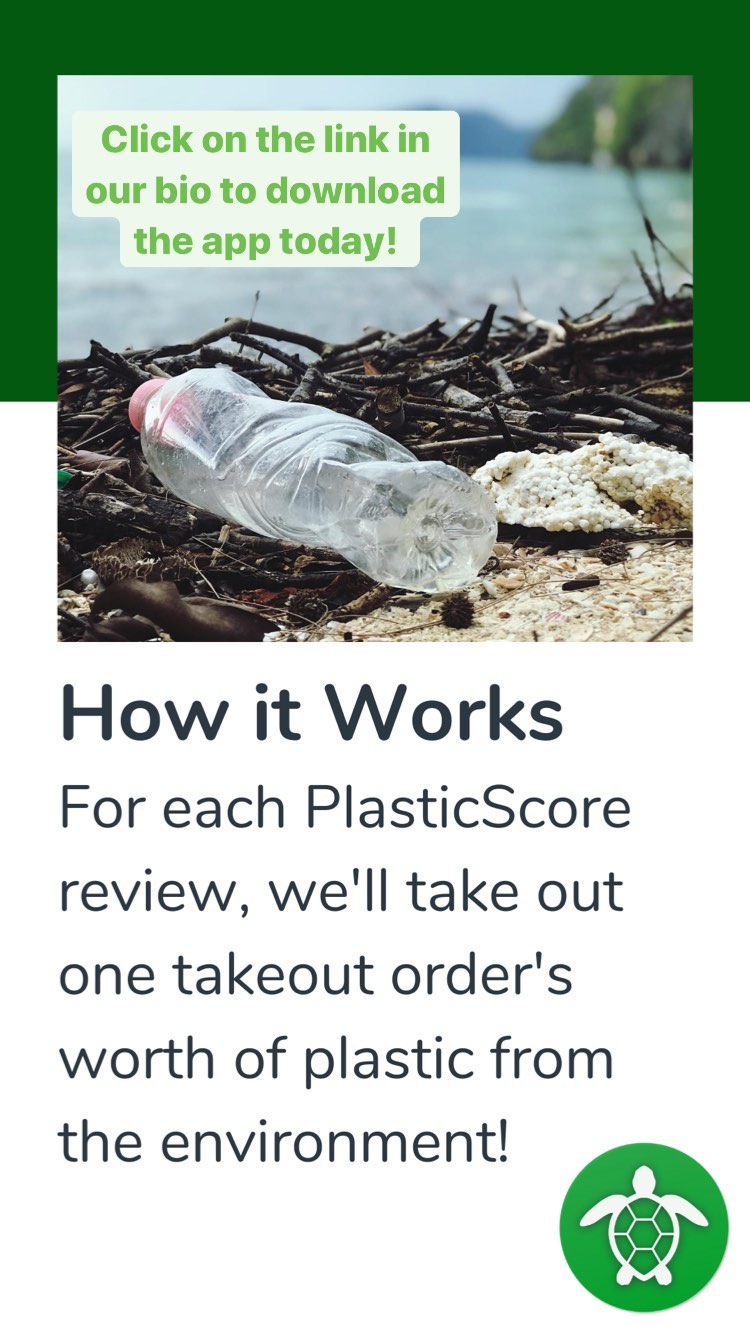 Click on the link in
our bio to download
the app today!
How it Works
For each PlasticScore
review, we'll take out
one takeout order's
worth of plastic from
the environment!